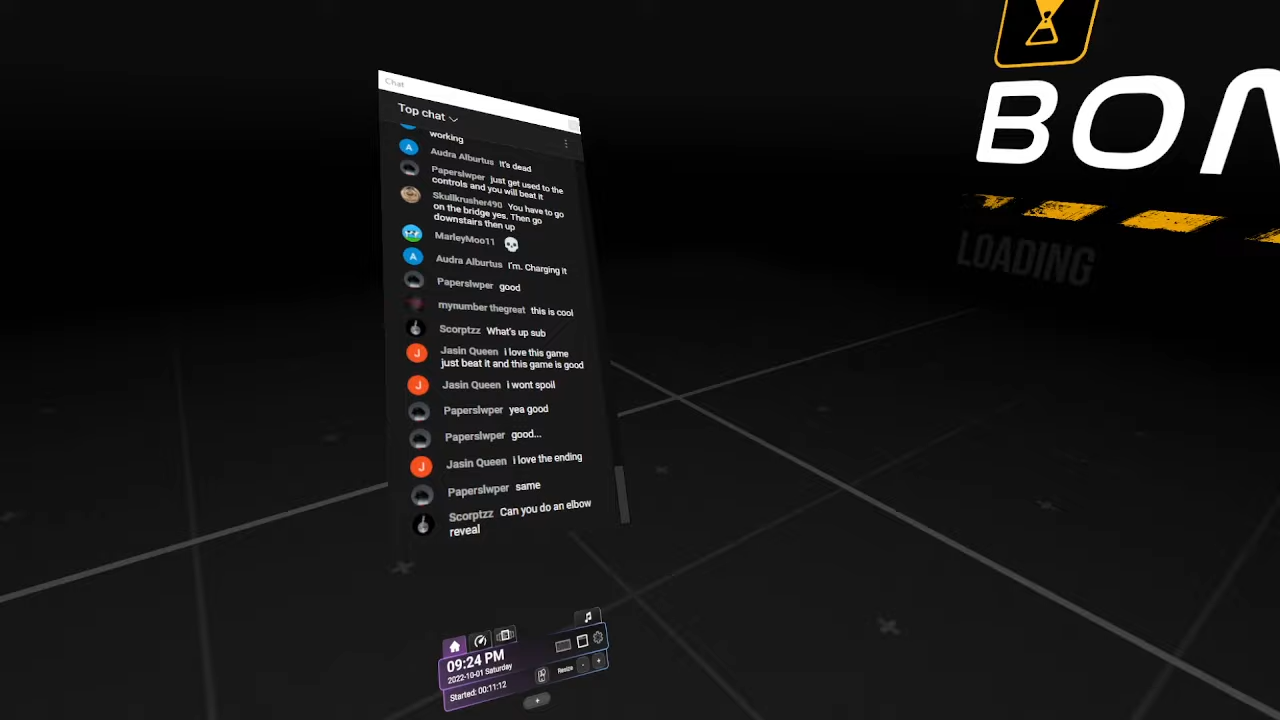 Chat
Top chat
working
Audra Alburtus It's dead
Paperslwper just get used to the
controls and you will beat it
Skullkrusher490 You have to go
on the bridge yes. Then go
downstairs then up
MarleyMoo11 💀
Audra Alburtus I'm. Charging it
Paperslwper good
mynumber thegreat this is cool
Scorptzz What's up sub
Jasin Queen i love this game
just beat it and this game is good
Jasin Queen i wont spoil
Paperslwper yea good
Paperslwper good...
Jasin Queen i love the ending
Paperslwper same
Scorptzz Can you do an elbow
reveal
BON
LOADING
09:24 PM
2022-10-01 Saturday
Started: 00:11:12
Resize - +
+